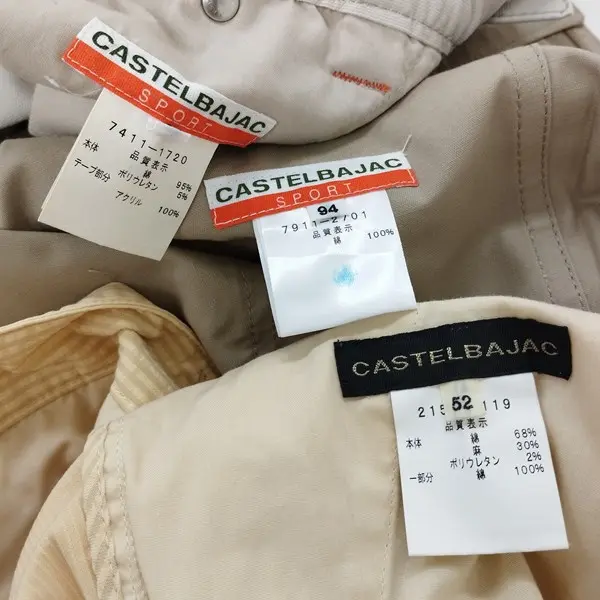 CASTELBAJAC
SPORT
7411-1720
品質表示
本体 綿 95%
ポリウレタン 5%
テープ部分
アクリル 100%
CASTELBAJAC
SPORT
94
7911-2701
品質表示
綿 100%
CASTELBAJAC
52
215 119
品質表示
本体 綿 68%
麻 30%
ポリウレタン 2%
一部分 綿 100%